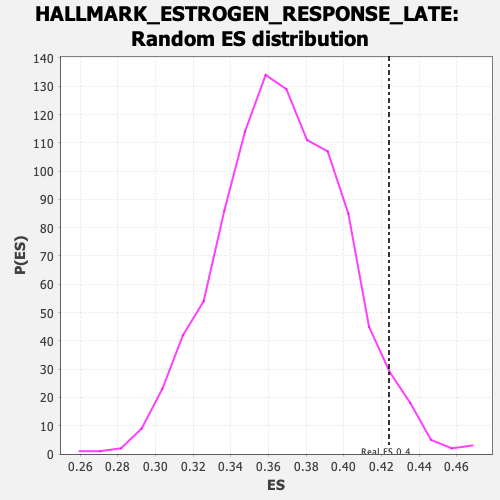 HALLMARK_ESTROGEN_RESPONSE_LATE:
Random ES distribution
140
130
120
110
100
90
80
70
60
50
40
30
20
10
0
P(ES)
Real ES 0.4
0.26 0.28 0.30 0.32 0.34 0.36 0.38 0.40 0.42 0.44 0.46
ES